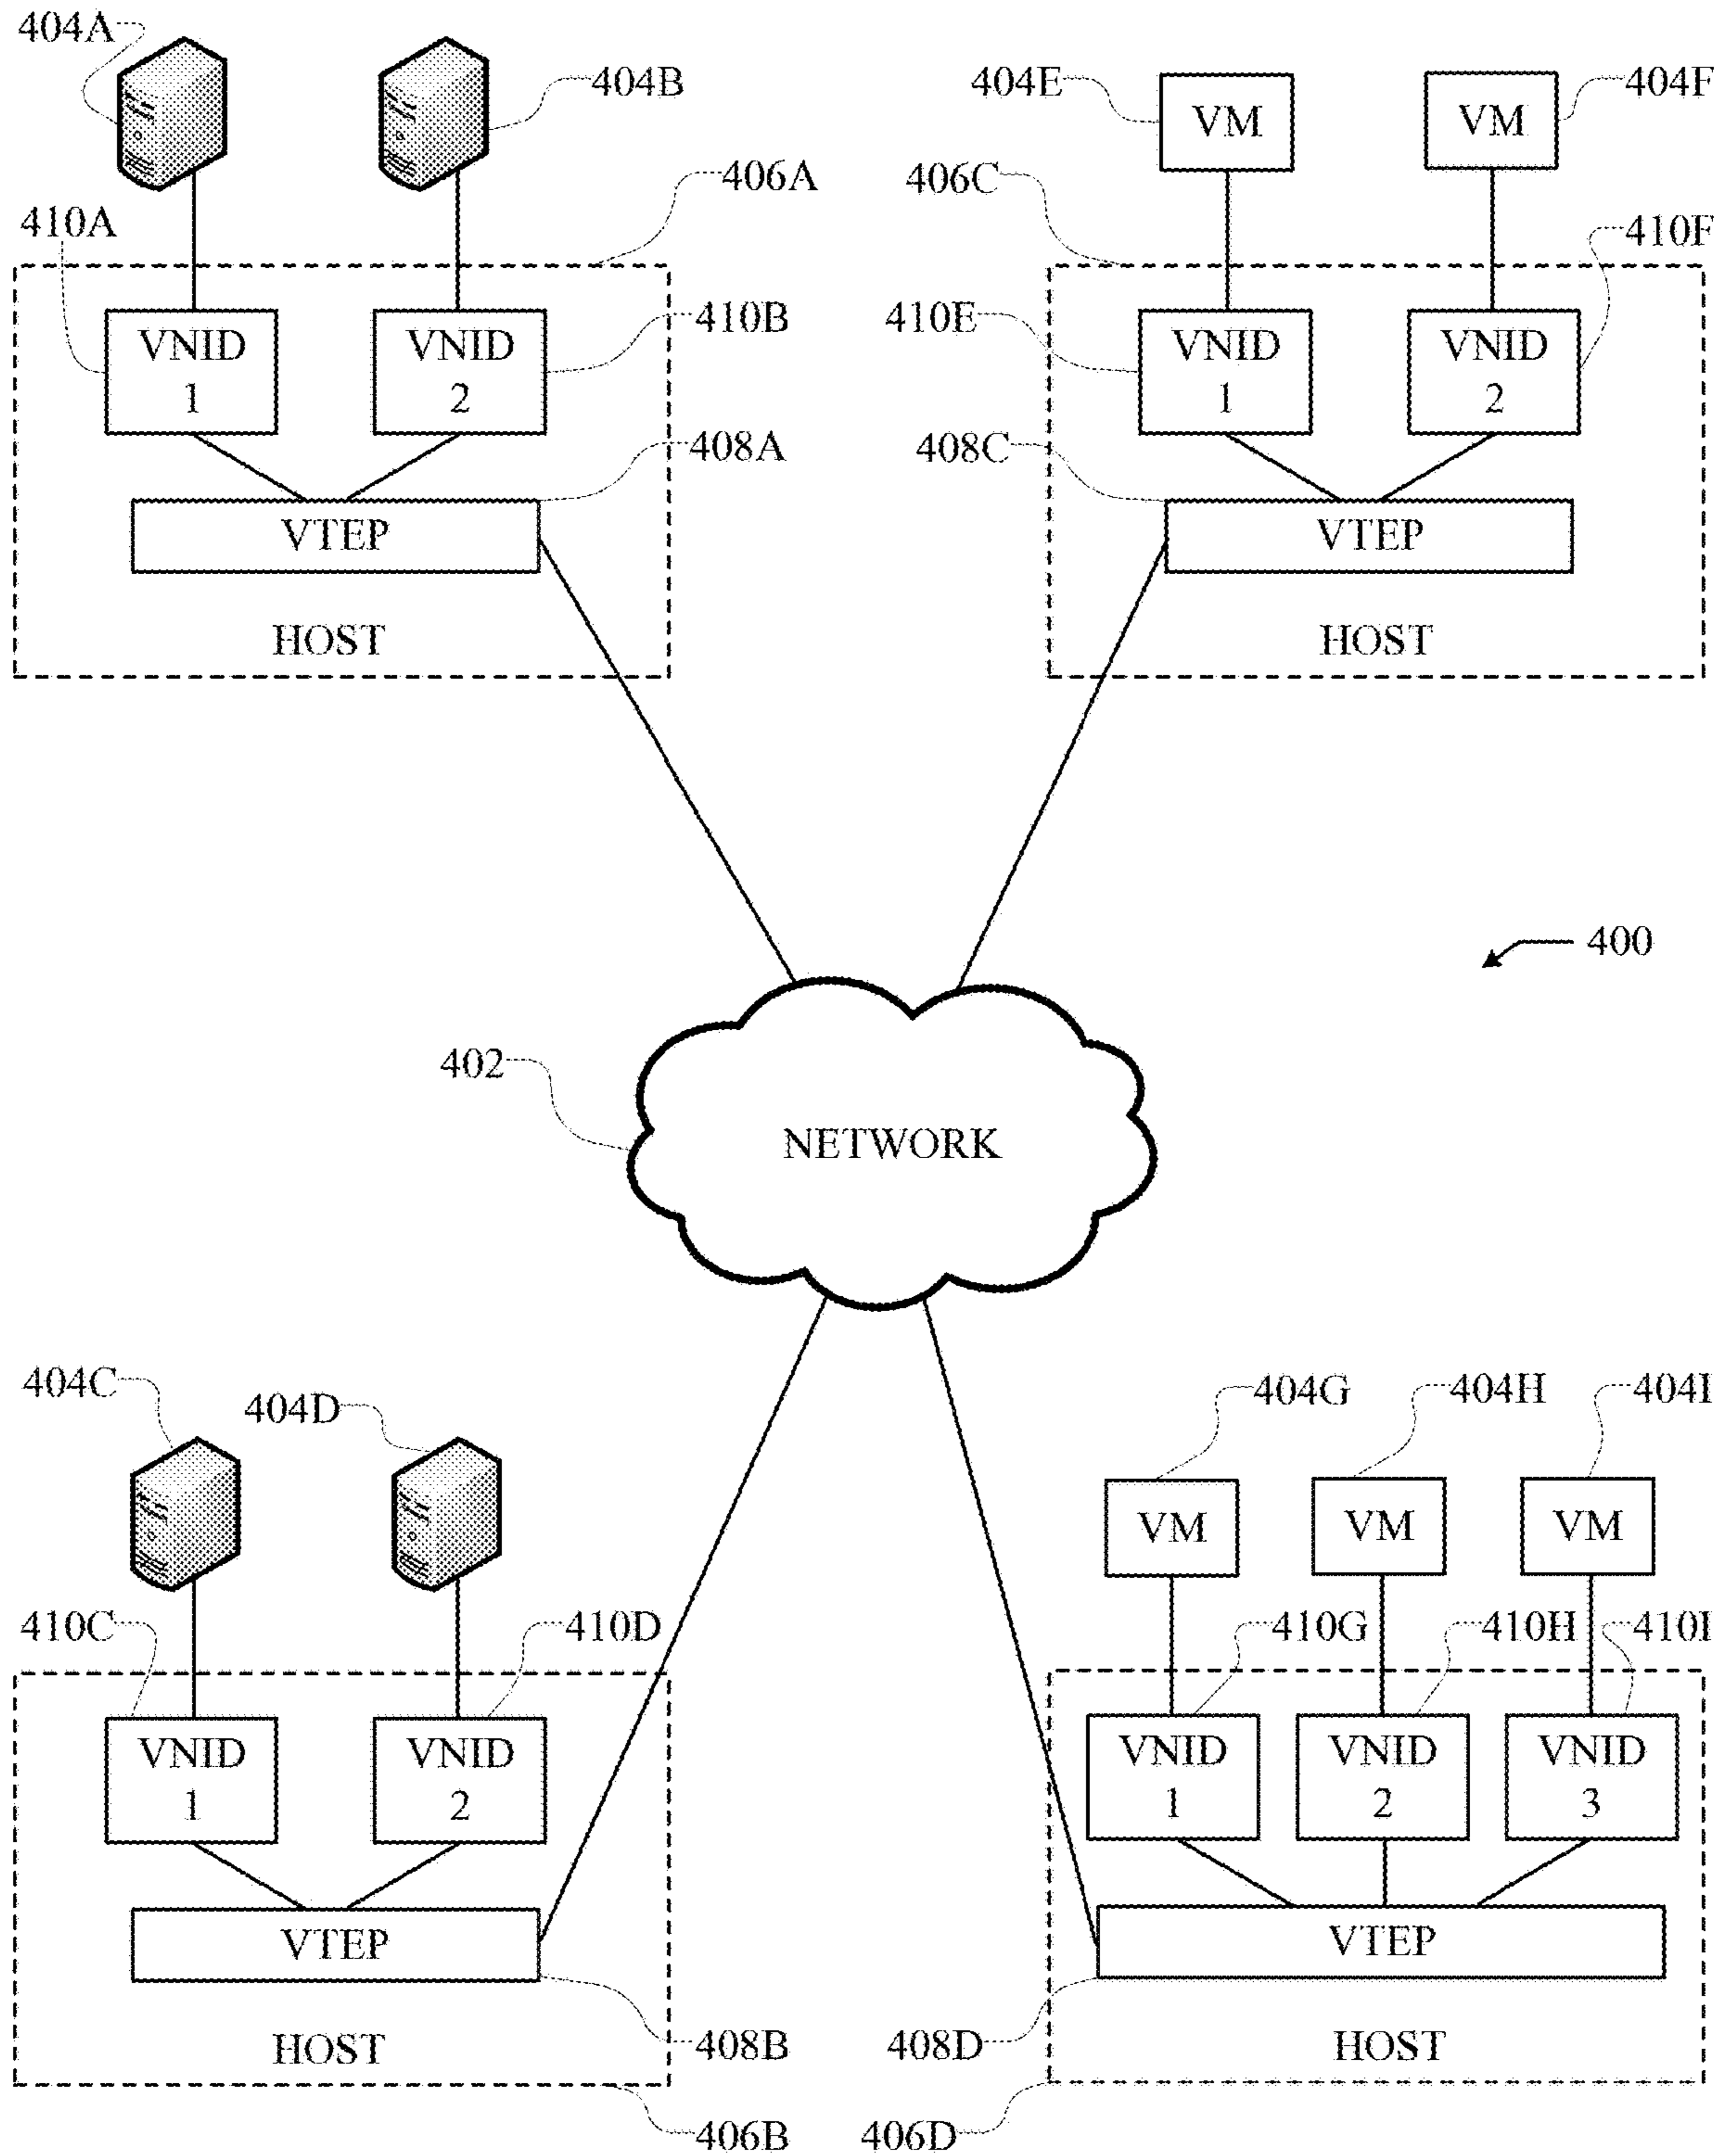 404A
404B
404E
VM
VM
404F
406A
406C
410A
410F
VNID
1
VNID
2
410B
410E
VNID
1
VNID
2
408A
408C
VTEP
VTEP
HOST
HOST
400
402
NETWORK
404C
404D
404G
404H
404I
VM
VM
VM
410C
410D
410G
410H
410I
VNID
1
VNID
2
VNID
1
VNID
2
VNID
3
VTEP
VTEP
HOST
408B
408D
HOST
406B
406D